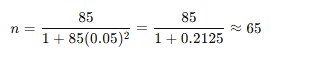 n = 85 / (1 + 85(0.05)²) = 85 / (1 + 0.2125) ≈ 65